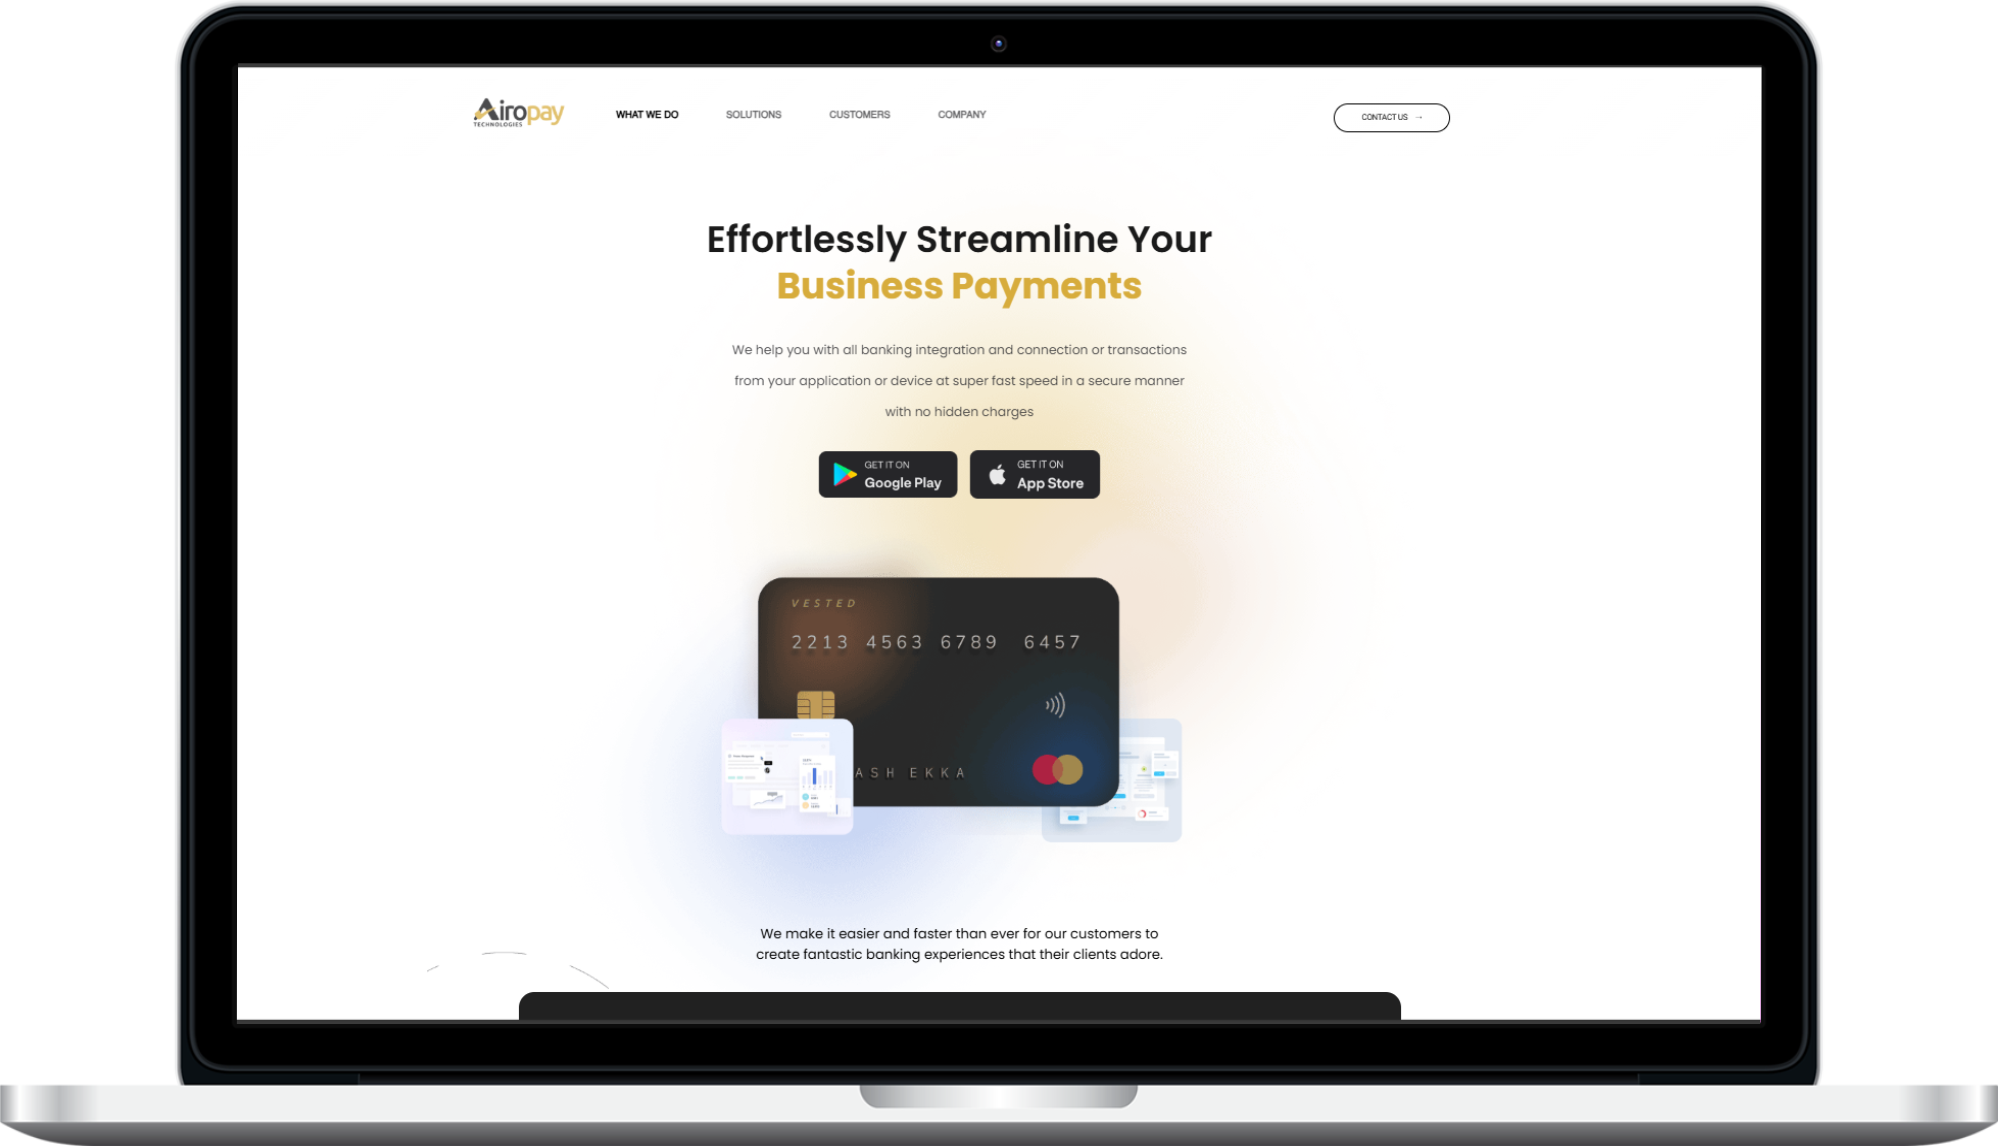 Airopay
TECHNOLOGIES
WHAT WE DO
SOLUTIONS
CUSTOMERS
COMPANY
CONTACT US →
Effortlessly Streamline Your
Business Payments
We help you with all banking integration and connection or transactions
from your application or device at super fast speed in a secure manner
with no hidden charges
GET IT ON
Google Play
GET IT ON
App Store
VESTED
2213 4563 6789 6457
ASH EKKA
We make it easier and faster than ever for our customers to
create fantastic banking experiences that their clients adore.